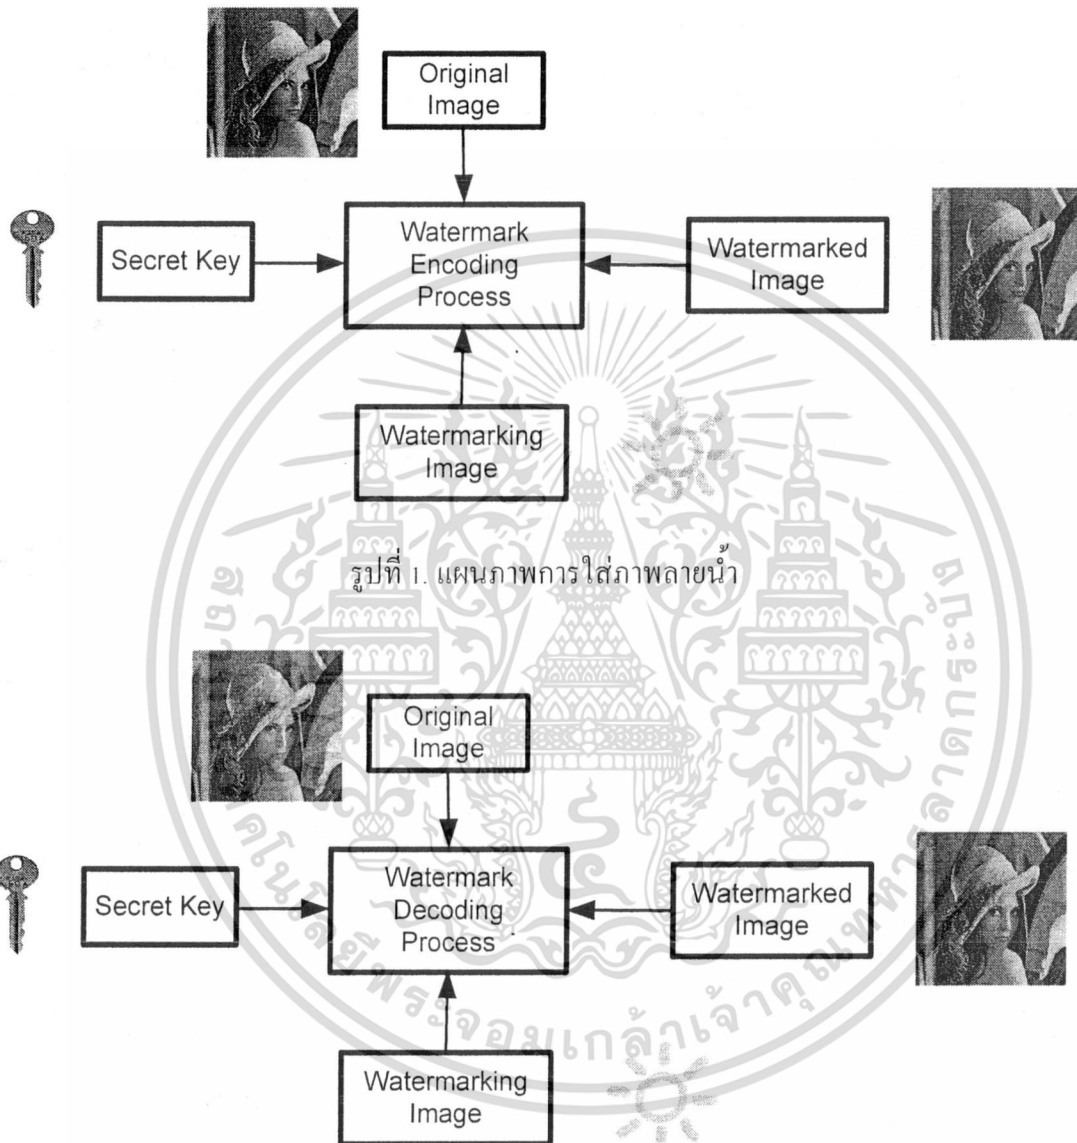 Original
Image
Secret Key
Watermark
Encoding
Process
Watermarked
Image
Watermarking
Image
รูปที่ 1. แผนภาพการใส่ภาพลายน้ำ
Original
Image
Secret Key
Watermark
Decoding
Process
Watermarked
Image
Watermarking
Image